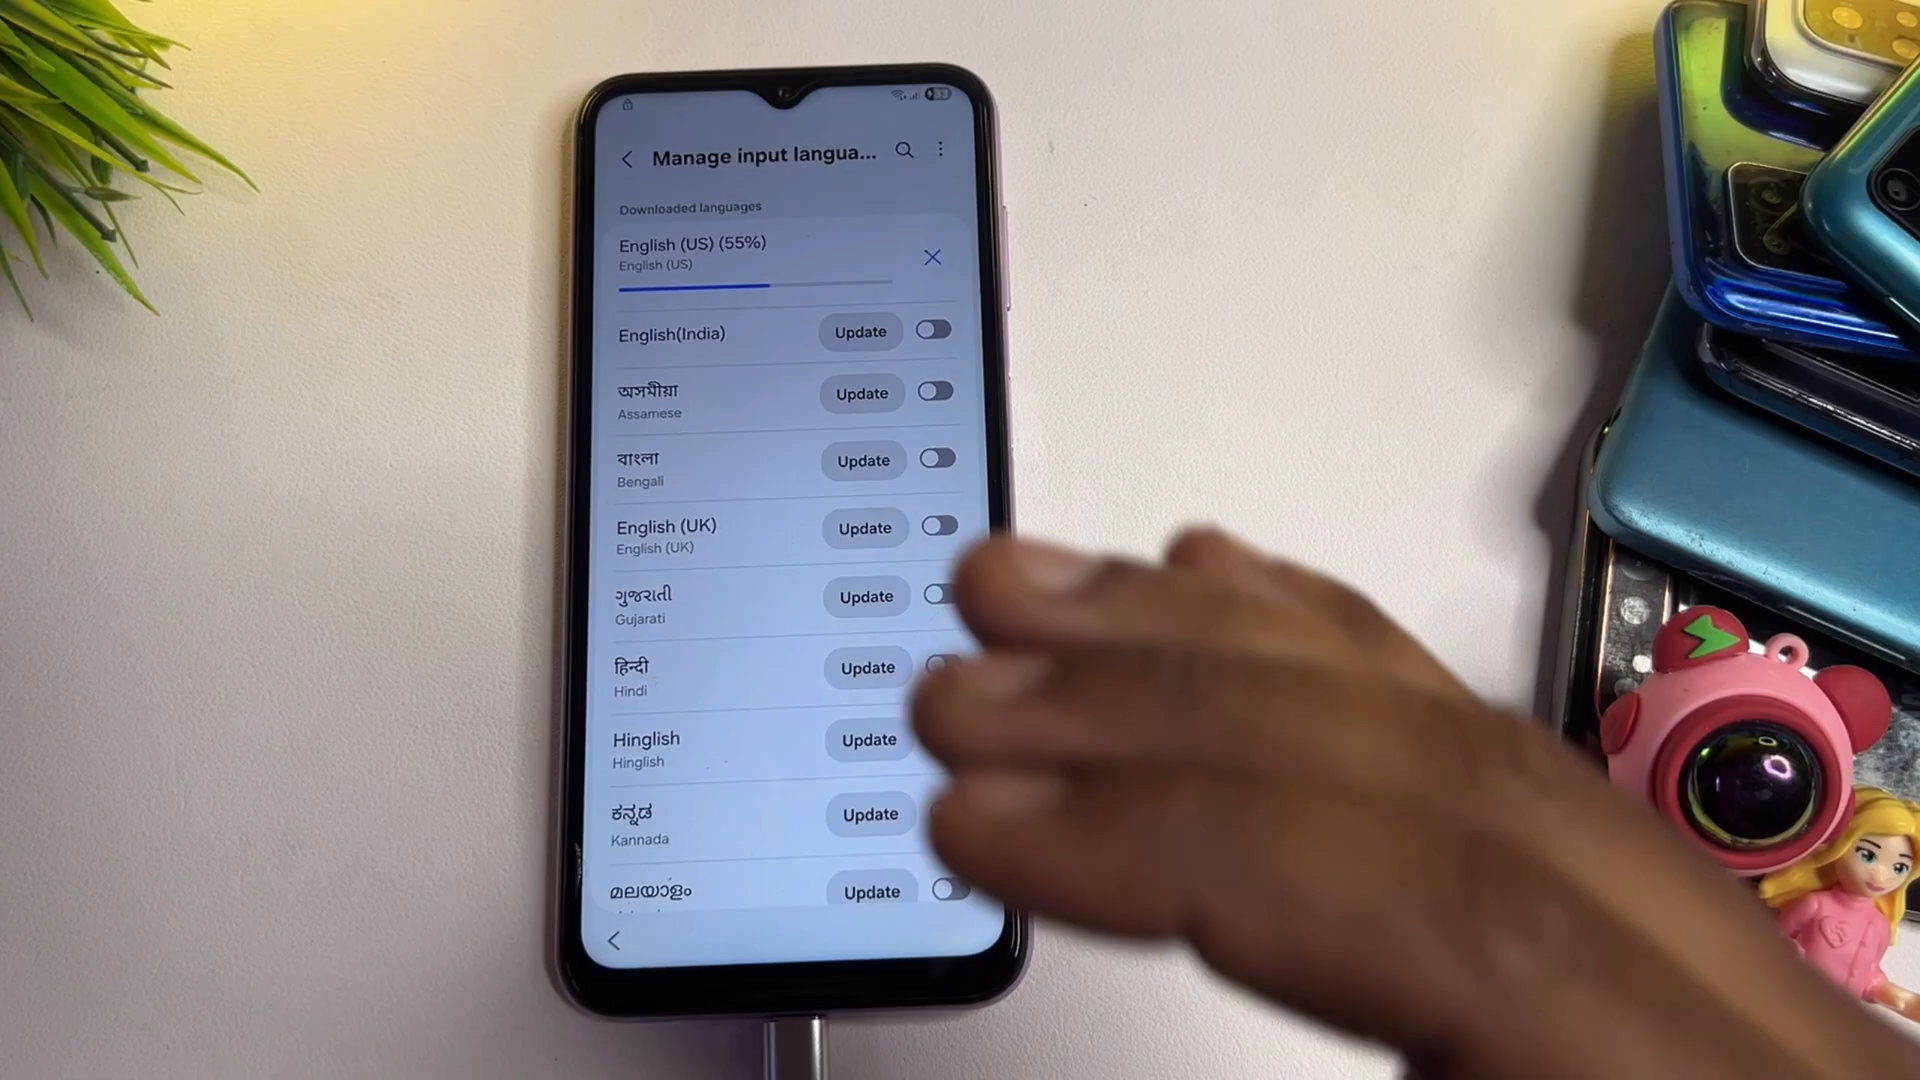 Manage input langua...
Downloaded languages
English (US) (55%)
English (US)
English(India)
Update
অসমীয়া
Update
Assamese
বাংলা
Update
Bengali
English (UK)
Update
English (UK)
ગુજરાતી
Update
Gujarati
हिन्दी
Update
Hindi
Hinglish
Update
Hinglish
ಕನ್ನಡ
Update
Kannada
മലയാളം
Update